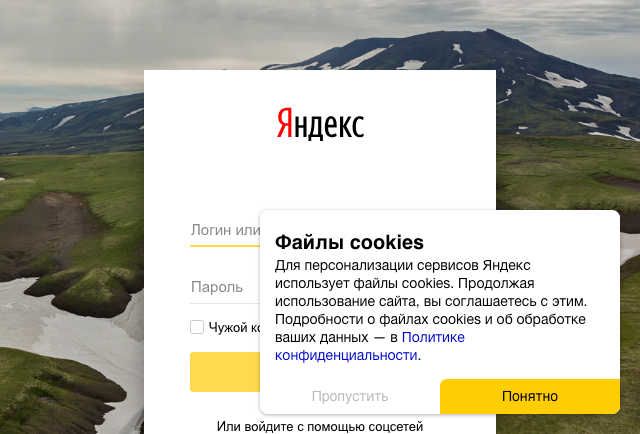 Яндекс
Логин или
Пароль
Чужой
Файлы cookies
Для персонализации сервисов Яндекс
использует файлы cookies. Продолжая
использование сайта, вы соглашаетесь с этим.
Подробности о файлах cookies и об обработке
ваших данных — в Политике
конфиденциальности.
Пропустить
Понятно
Или войдите с помощью соцсетей